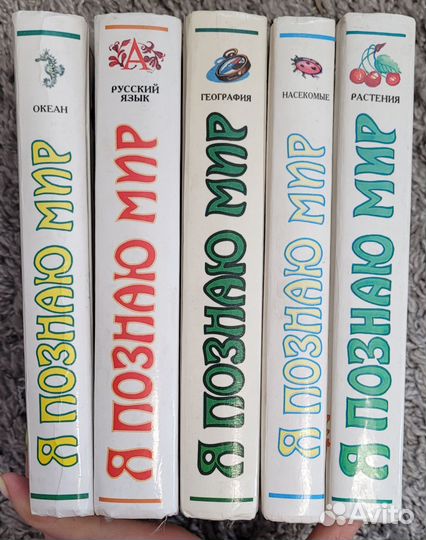 ОКЕАН
Я ПОЗНАЮ МИР
А
РУССКИЙ
ЯЗЫК
Я ПОЗНАЮ МИР
ГЕОГРАФИЯ
Я ПОЗНАЮ МИР
НАСЕКОМЫЕ
Я ПОЗНАЮ МИР
РАСТЕНИЯ
Я ПОЗНАЮ МИР
Avito